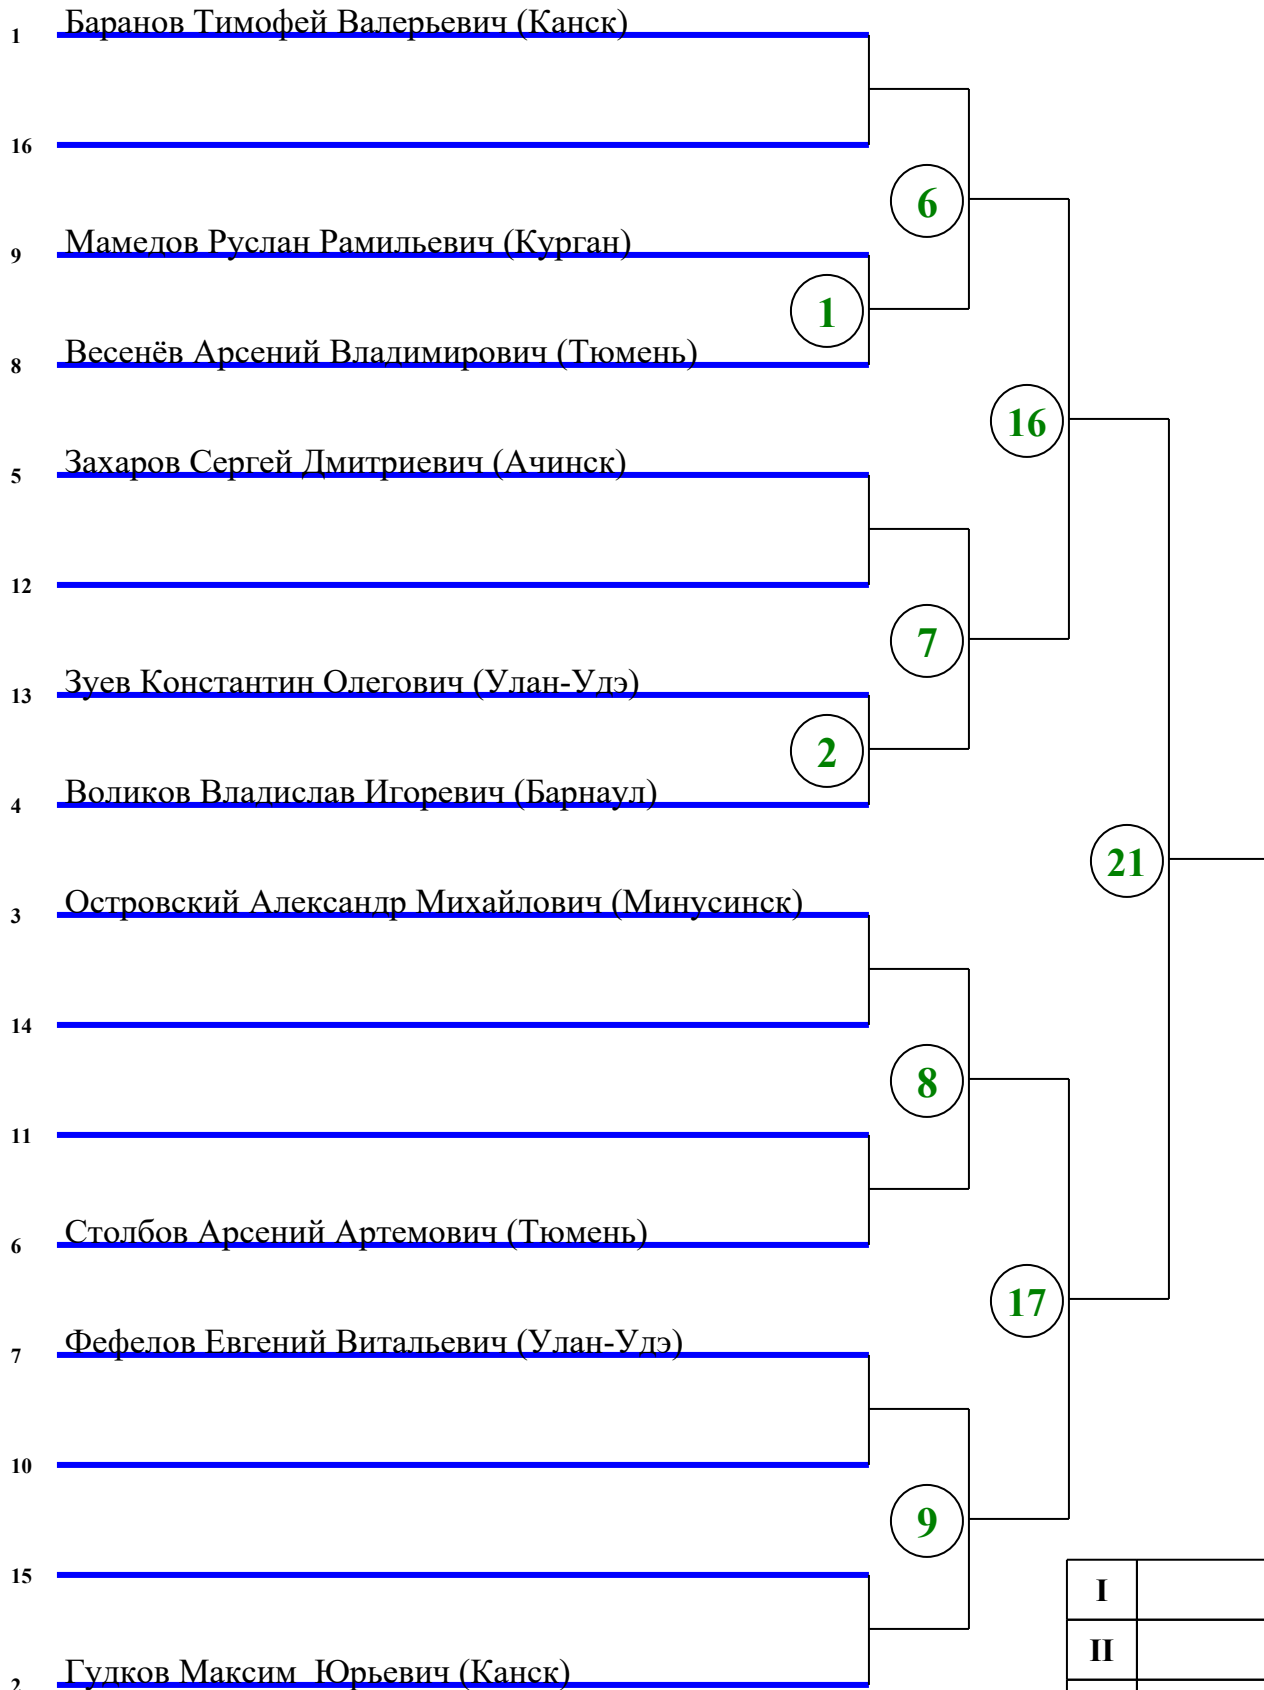 1 Баранов Тимофей Валерьевич (Канск)
16
6
9 Мамедов Руслан Рамильевич (Курган)
1
8 Весенёв Арсений Владимирович (Тюмень)
16
5 Захаров Сергей Дмитриевич (Ачинск)
12
7
13 Зуев Константин Олегович (Улан-Удэ)
2
4 Воликов Владислав Игоревич (Барнаул)
21
3 Островский Александр Михайлович (Минусинск)
14
8
11
6 Столбов Арсений Артемович (Тюмень)
17
7 Фефелов Евгений Витальевич (Улан-Удэ)
10
9
15
I
II
2 Гудков Максим Юрьевич (Канск)